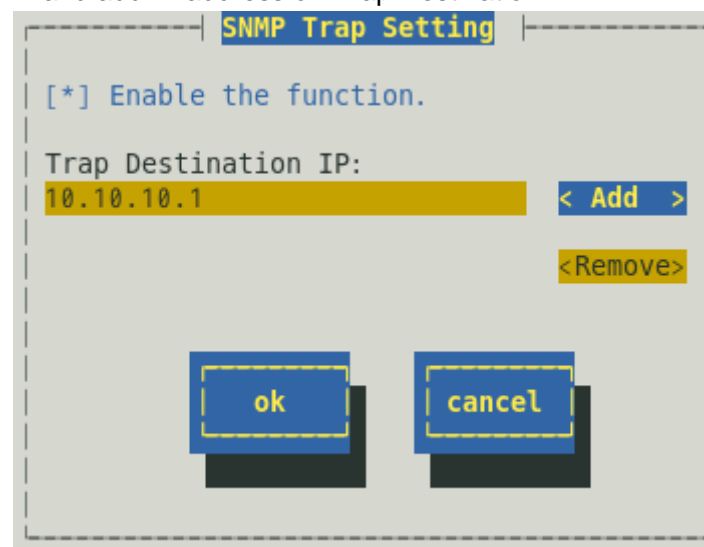 SNMP Trap Setting
[*] Enable the function.
Trap Destination IP:
10.10.10.1 < Add >
<Remove>
ok cancel